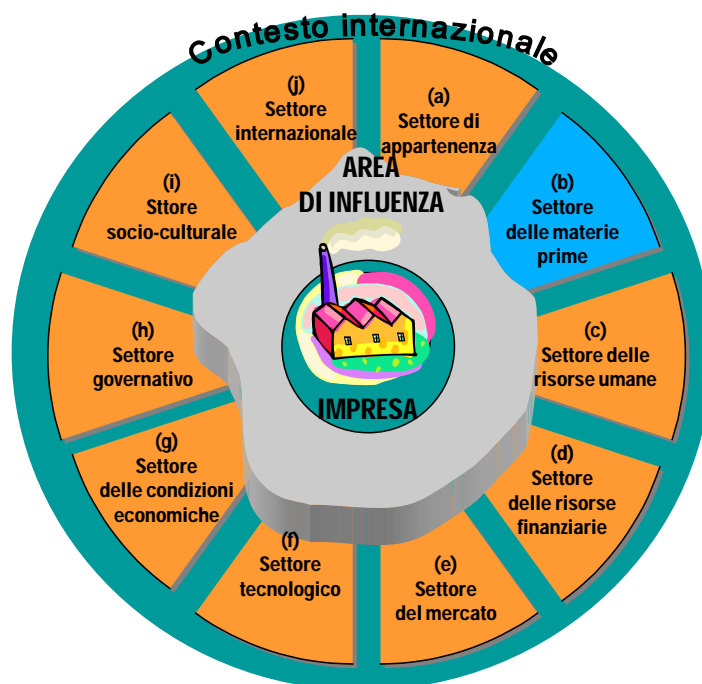 Contesto internazionale
(a)
Settore di
appartenenza
(b)
Settore
delle materie
prime
(c)
Settore delle
risorse umane
(d)
Settore
delle risorse
finanziarie
(e)
Settore
del mercato
(f)
Settore
tecnologico
(g)
Settore
delle condizioni
economiche
(h)
Settore
governativo
(i)
Sttore
socio-culturale
(j)
Settore
internazionale
AREA
DI INFLUENZA
IMPRESA